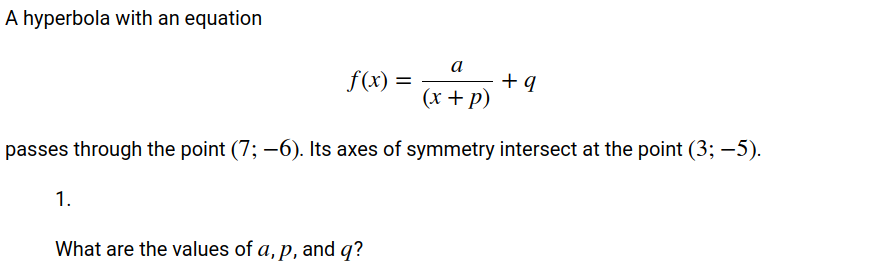 A hyperbola with an equation
f(x) = a/(x + p) + q
passes through the point (7; −6). Its axes of symmetry intersect at the point (3; −5).
1.
What are the values of a, p, and q?